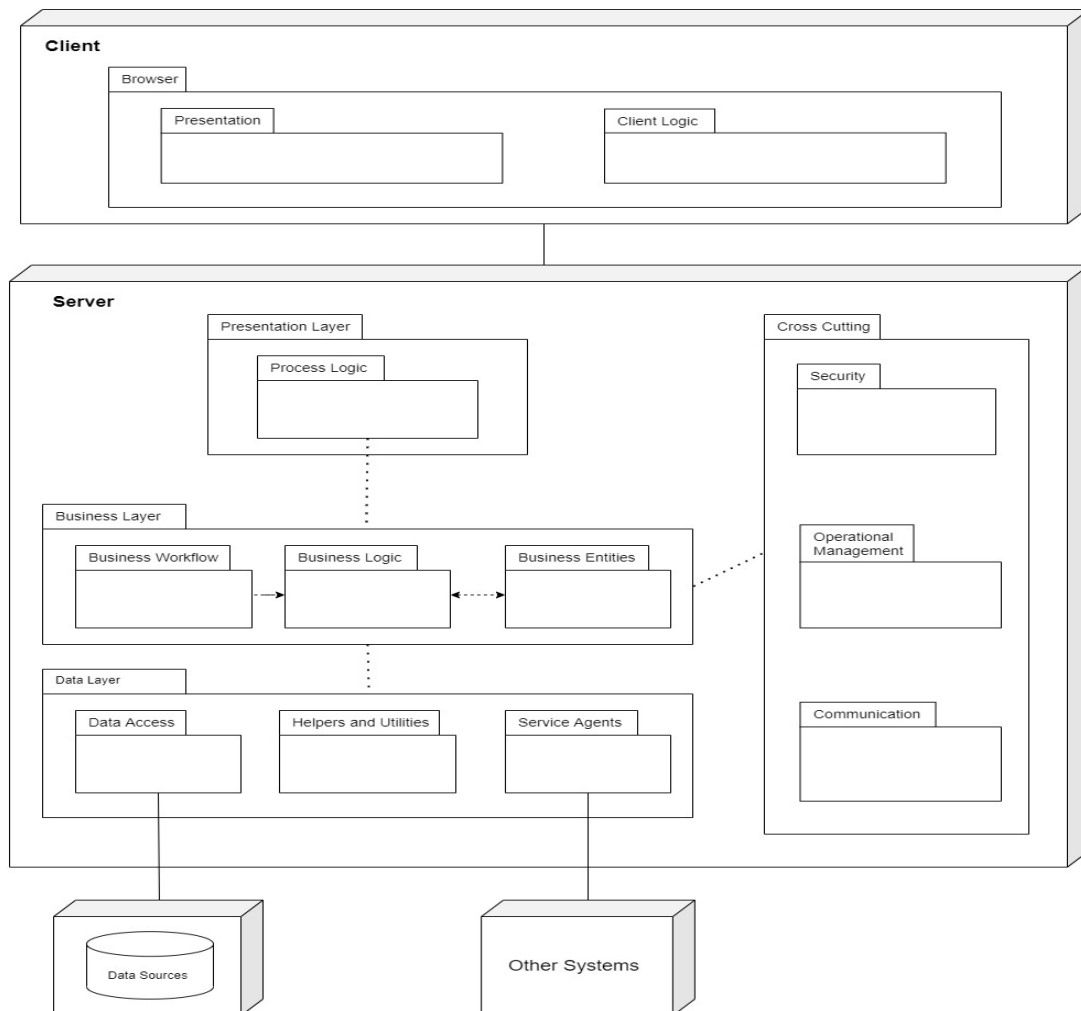 Client
Browser
Presentation
Client Logic
Server
Presentation Layer
Cross Cutting
Process Logic
Security
Business Layer
Business Workflow
Business Logic
Business Entities
Operational
Management
Data Layer
Data Access
Helpers and Utilities
Service Agents
Communication
Data Sources
Other Systems